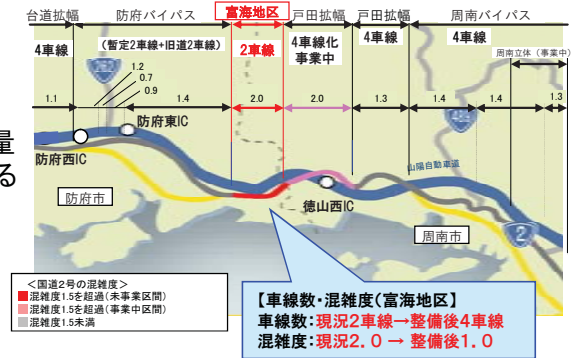 台道拡幅 防府バイパス 富海地区 戸田拡幅 戸田拡幅 周南バイパス
4車線 (暫定2車線+旧道2車線) 2車線 4車線化 4車線 4車線
事業中
周南立体(事業中)
1.2
0.7
0.9
1.1 1.4 2.0 2.0 1.3 1.4 1.4 1.3
量
る
防府東IC
防府西IC
山陽自動車道
防府市
徳山西IC
周南市
2
<国道2号の混雑度>
混雑度1.5を超過(未事業区間)
混雑度1.5を超過(事業中区間)
混雑度1.5未満
【車線数・混雑度(富海地区】
車線数:現況2車線→整備後4車線
混雑度:現況2.0 → 整備後1.0